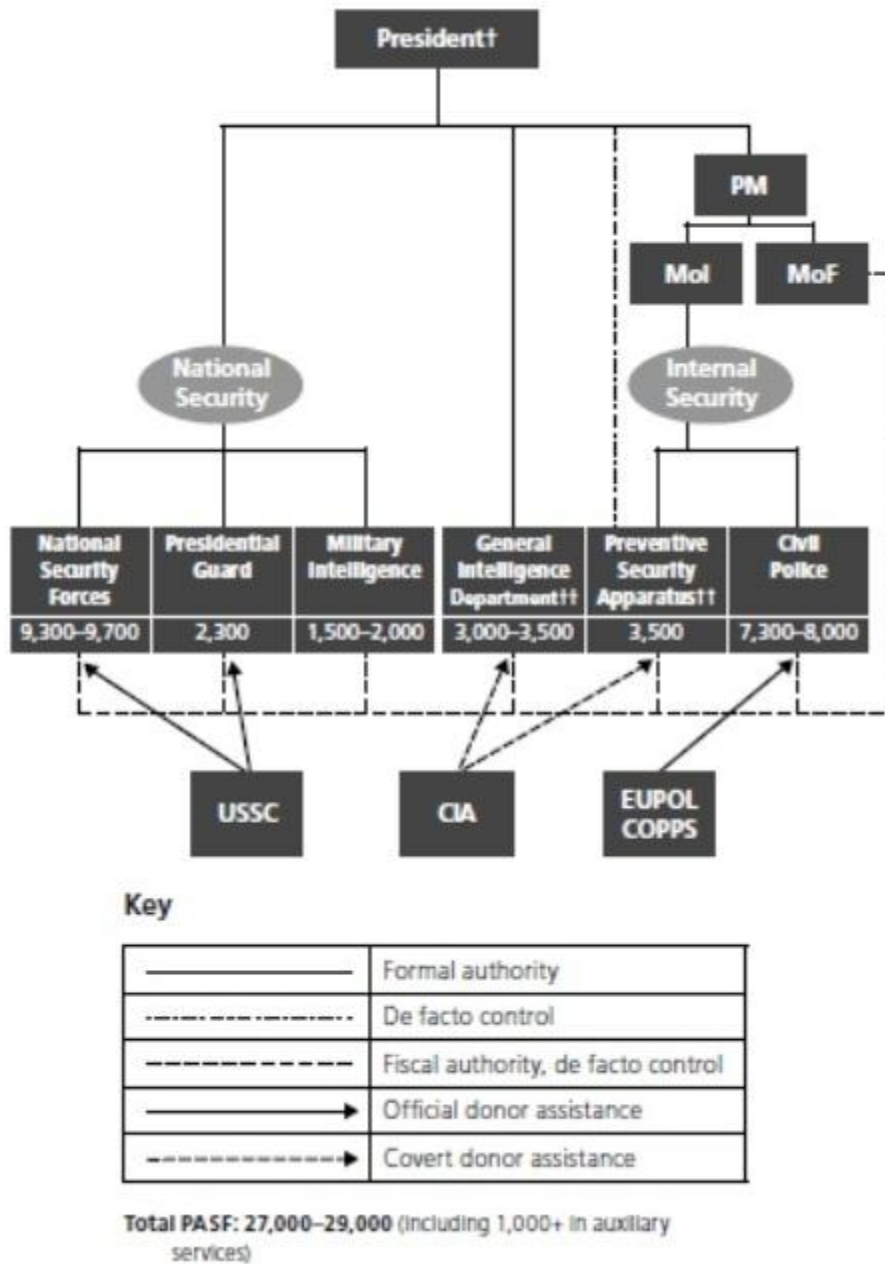 President†
PM
MoI
MoF
National
Security
Internal
Security
National
Security
Forces
9,300–9,700
Presidential
Guard
2,300
Military
Intelligence
1,500–2,000
General
Intelligence
Department††
3,000–3,500
Preventive
Security
Apparatus††
3,500
Civil
Police
7,300–8,000
USSC
CIA
EUPOL
COPPS
Key
Formal authority
De facto control
Fiscal authority, de facto control
Official donor assistance
Covert donor assistance
Total PASF: 27,000–29,000 (including 1,000+ in auxiliary
services)